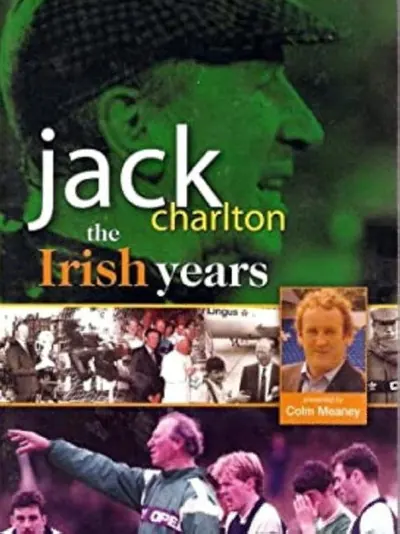 jack
charlton
the
Irish years
Lingus
presented by
Colm Meaney
OPEL